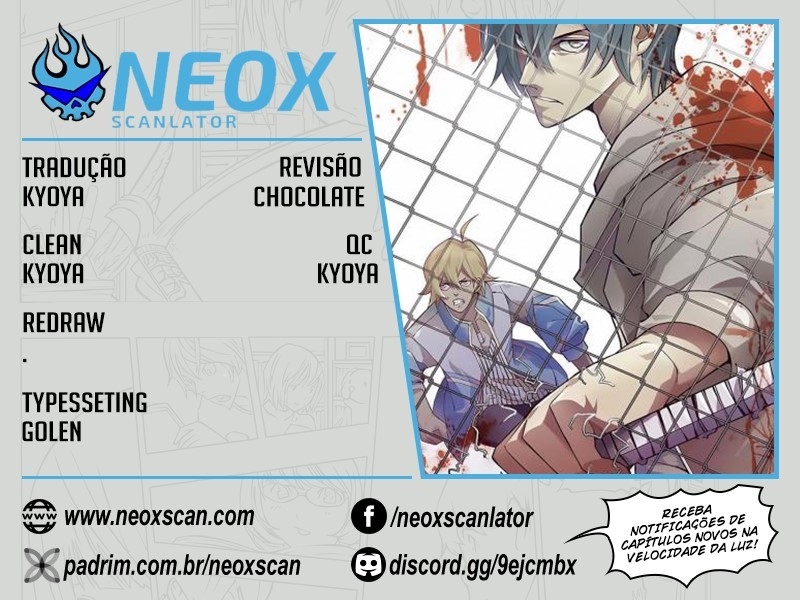 NEOX
SCANLATOR
TRADUÇÃO
KYOYA
REVISÃO
CHOCOLATE
CLEAN
KYOYA
QC
KYOYA
REDRAW
.
TYPESSETING
GOLEN
www.neoxscan.com
/neoxscanlator
padrim.com.br/neoxscan
discord.gg/9ejcmbx
RECEBA
NOTIFICAÇÕES DE
CAPÍTULOS NOVOS NA
VELOCIDADE DA LUZ!